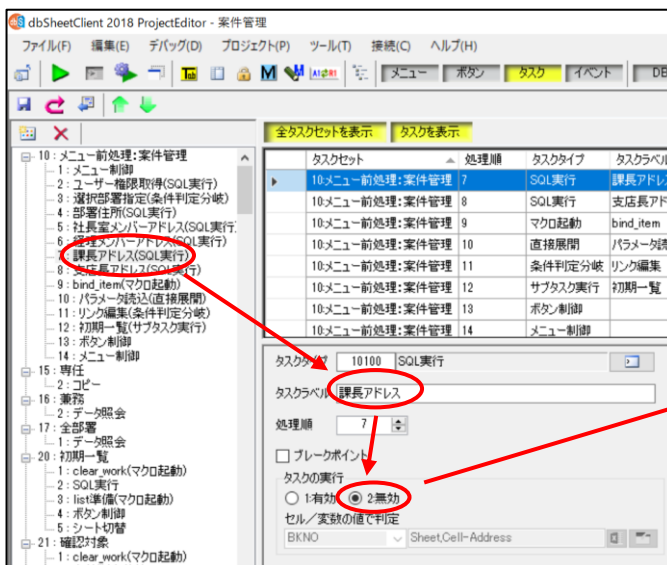 dbSheetClient 2018 ProjectEditor - 案件管理
ファイル(F) 編集(E) デバッグ(D) プロジェクト(P) ツール(T) 接続(C) ヘルプ(H)
Tab M A1⇄R1 メニュー ボタン タスク イベント DB
全タスクセットを表示 タスクを表示
10:メニュー前処理:案件管理
1:メニュー制御
2:ユーザー権限取得(SQL実行)
3:選択部署指定(条件判定分岐)
4:部署住所(SQL実行)
5:社長室メンバーアドレス(SQL実行)
6:経理メンバーアドレス(SQL実行)
7:課長アドレス(SQL実行)
8:支店長アドレス(SQL実行)
9:bind_item(マクロ起動)
10:パラメータ読込(直接展開)
11:リンク編集(条件判定分岐)
12:初期一覧(サブタスク実行)
13:ボタン制御
14:メニュー制御
15:専任
2:コピー
16:兼務
2:データ照会
17:全部署
1:データ照会
20:初期一覧
1:clear_work(マクロ起動)
2:SQL実行
3:list準備(マクロ起動)
4:ボタン制御
5:シート切替
21:確認対象
1:clear_work(マクロ起動)
タスクセット 処理順 タスクタイプ タスクラベル
10:メニュー前処理:案件管理 7 SQL実行 課長アドレス
10:メニュー前処理:案件管理 8 SQL実行 支店長アド
10:メニュー前処理:案件管理 9 マクロ起動 bind_item
10:メニュー前処理:案件管理 10 直接展開 パラメータ読
10:メニュー前処理:案件管理 11 条件判定分岐 リンク編集
10:メニュー前処理:案件管理 12 サブタスク実行 初期一覧
10:メニュー前処理:案件管理 13 ボタン制御
10:メニュー前処理:案件管理 14 メニュー制御
タスクタイプ 10100 SQL実行
タスクラベル 課長アドレス
処理順 7
ブレークポイント
タスクの実行
1:有効 2:無効
セル/変数の値で判定
BKNO Sheet,Cell-Address